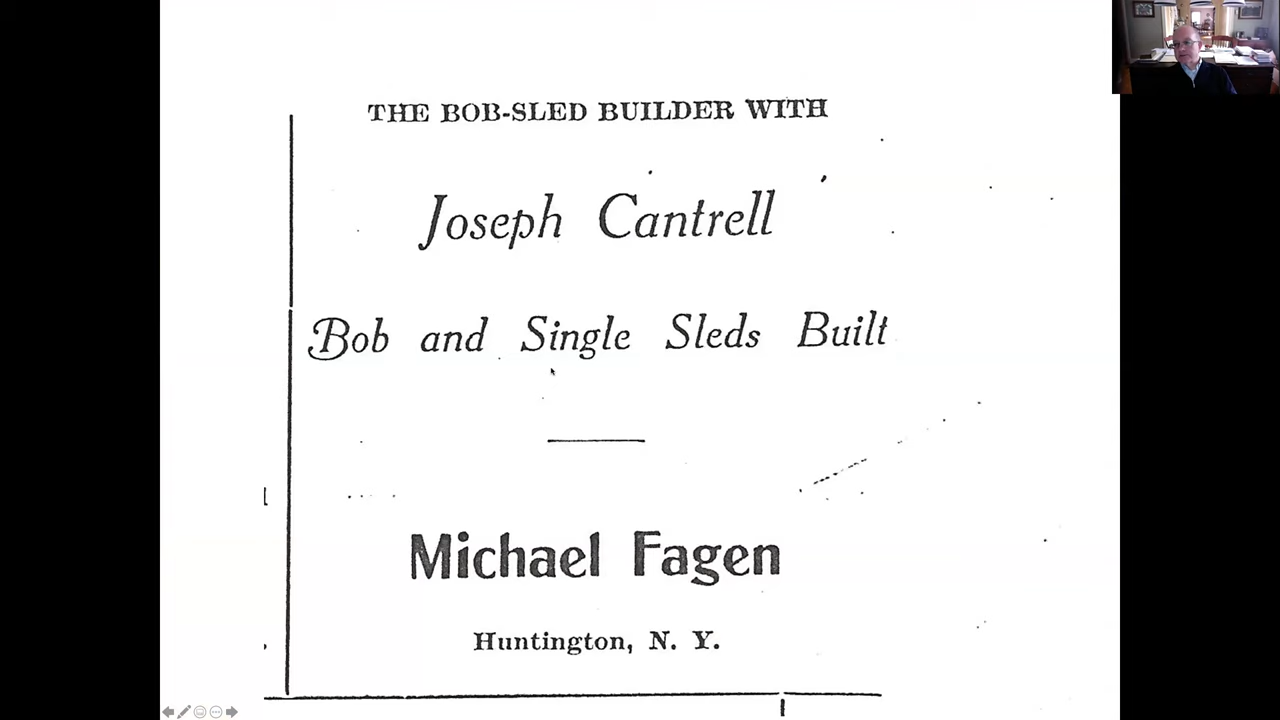 THE BOB-SLED BUILDER WITH
Joseph Cantrell
Bob and Single Sleds Built
Michael Fagen
Huntington, N. Y.